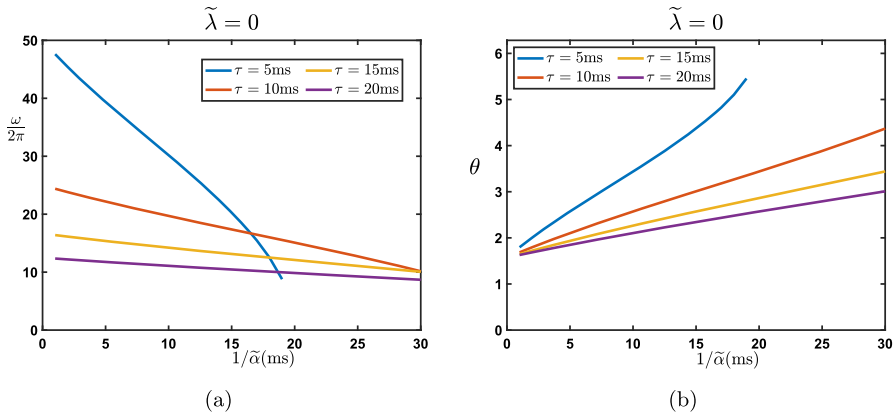 λ̃ = 0
50
40
30
20
10
0
ω/2π
τ = 5ms
τ = 15ms
τ = 10ms
τ = 20ms
0 5 10 15 20 25 30
1/α̃(ms)
(a)
λ̃ = 0
6
5
4
3
2
1
0
θ
τ = 5ms
τ = 15ms
τ = 10ms
τ = 20ms
0 5 10 15 20 25 30
1/α̃(ms)
(b)